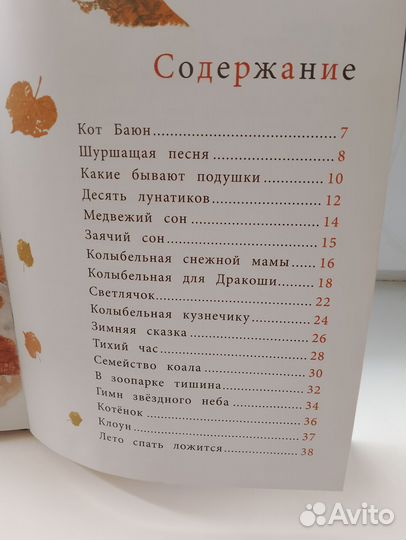 Содержание
Кот Баюн 7
Шуршащая песня 8
Какие бывают подушки 10
Десять лунатиков 12
Медвежий сон 14
Заячий сон 15
Колыбельная снежной мамы 16
Колыбельная для Дракоши 18
Светлячок 22
Колыбельная кузнечику 24
Зимняя сказка 26
Тихий час 28
Семейство коала 30
В зоопарке тишина 32
Гимн звёздного неба 34
Котёнок 36
Клоун 37
Лето спать ложится 38
Avito